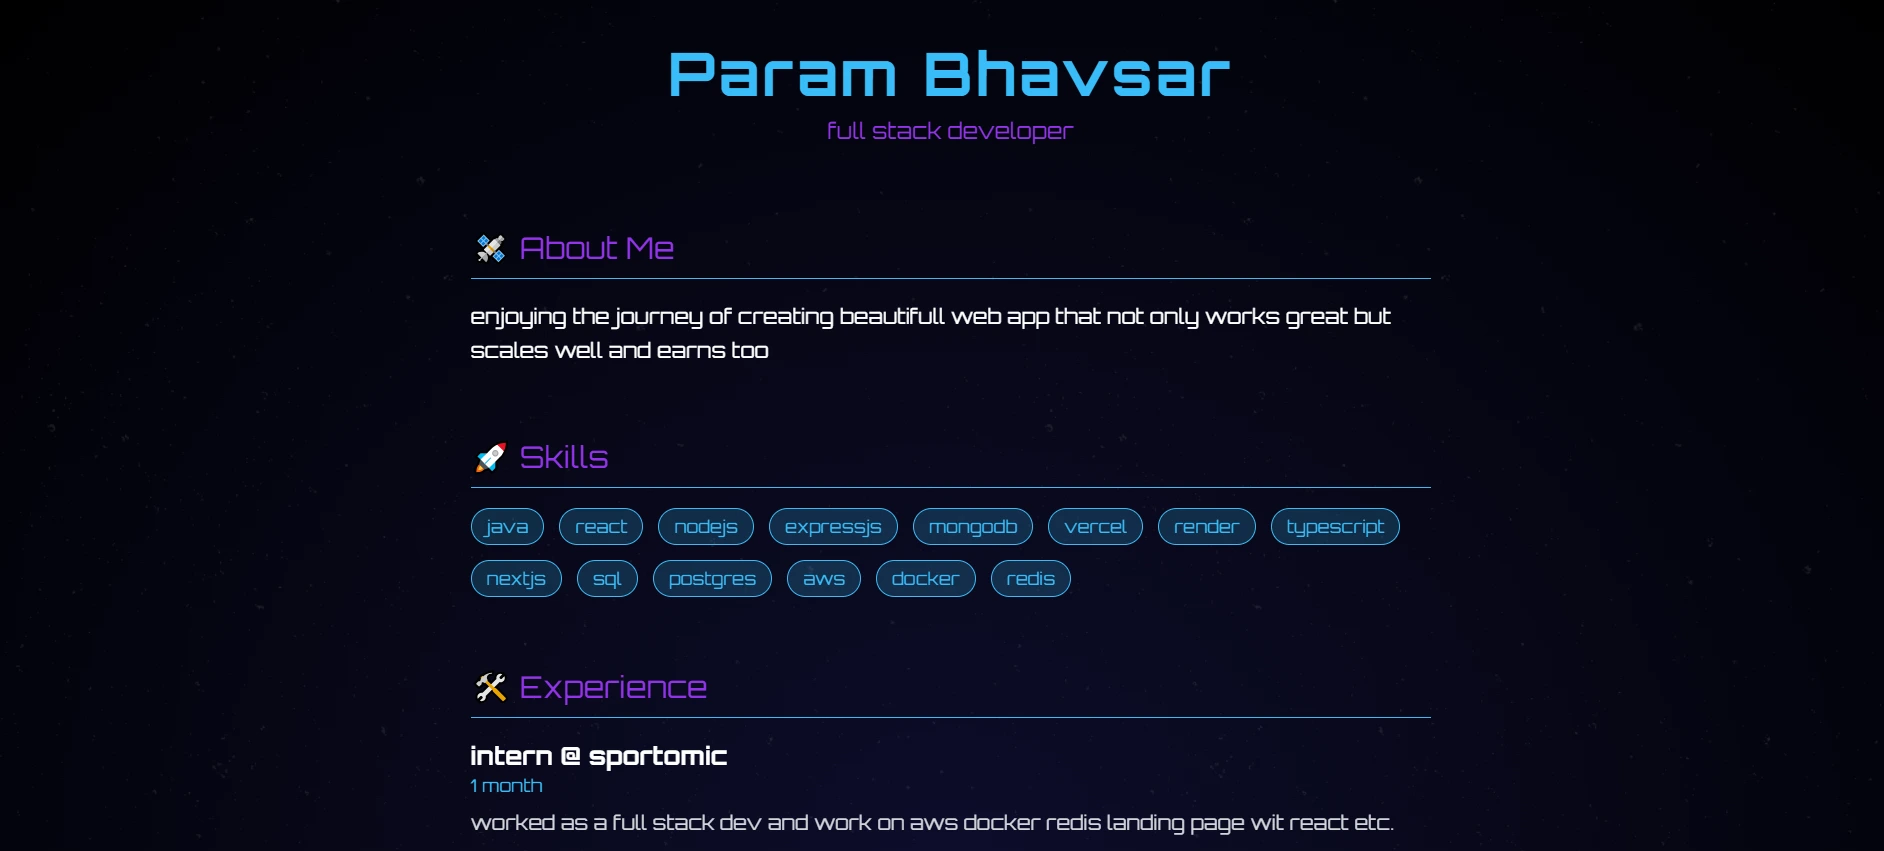 Param Bhavsar
full stack developer
About Me
enjoying the journey of creating beautifull web app that not only works great but
scales well and earns too
Skills
java react nodejs expressjs mongodb vercel render typescript
nextjs sql postgres aws docker redis
Experience
intern @ sportomic
1 month
worked as a full stack dev and work on aws docker redis landing page wit react etc.